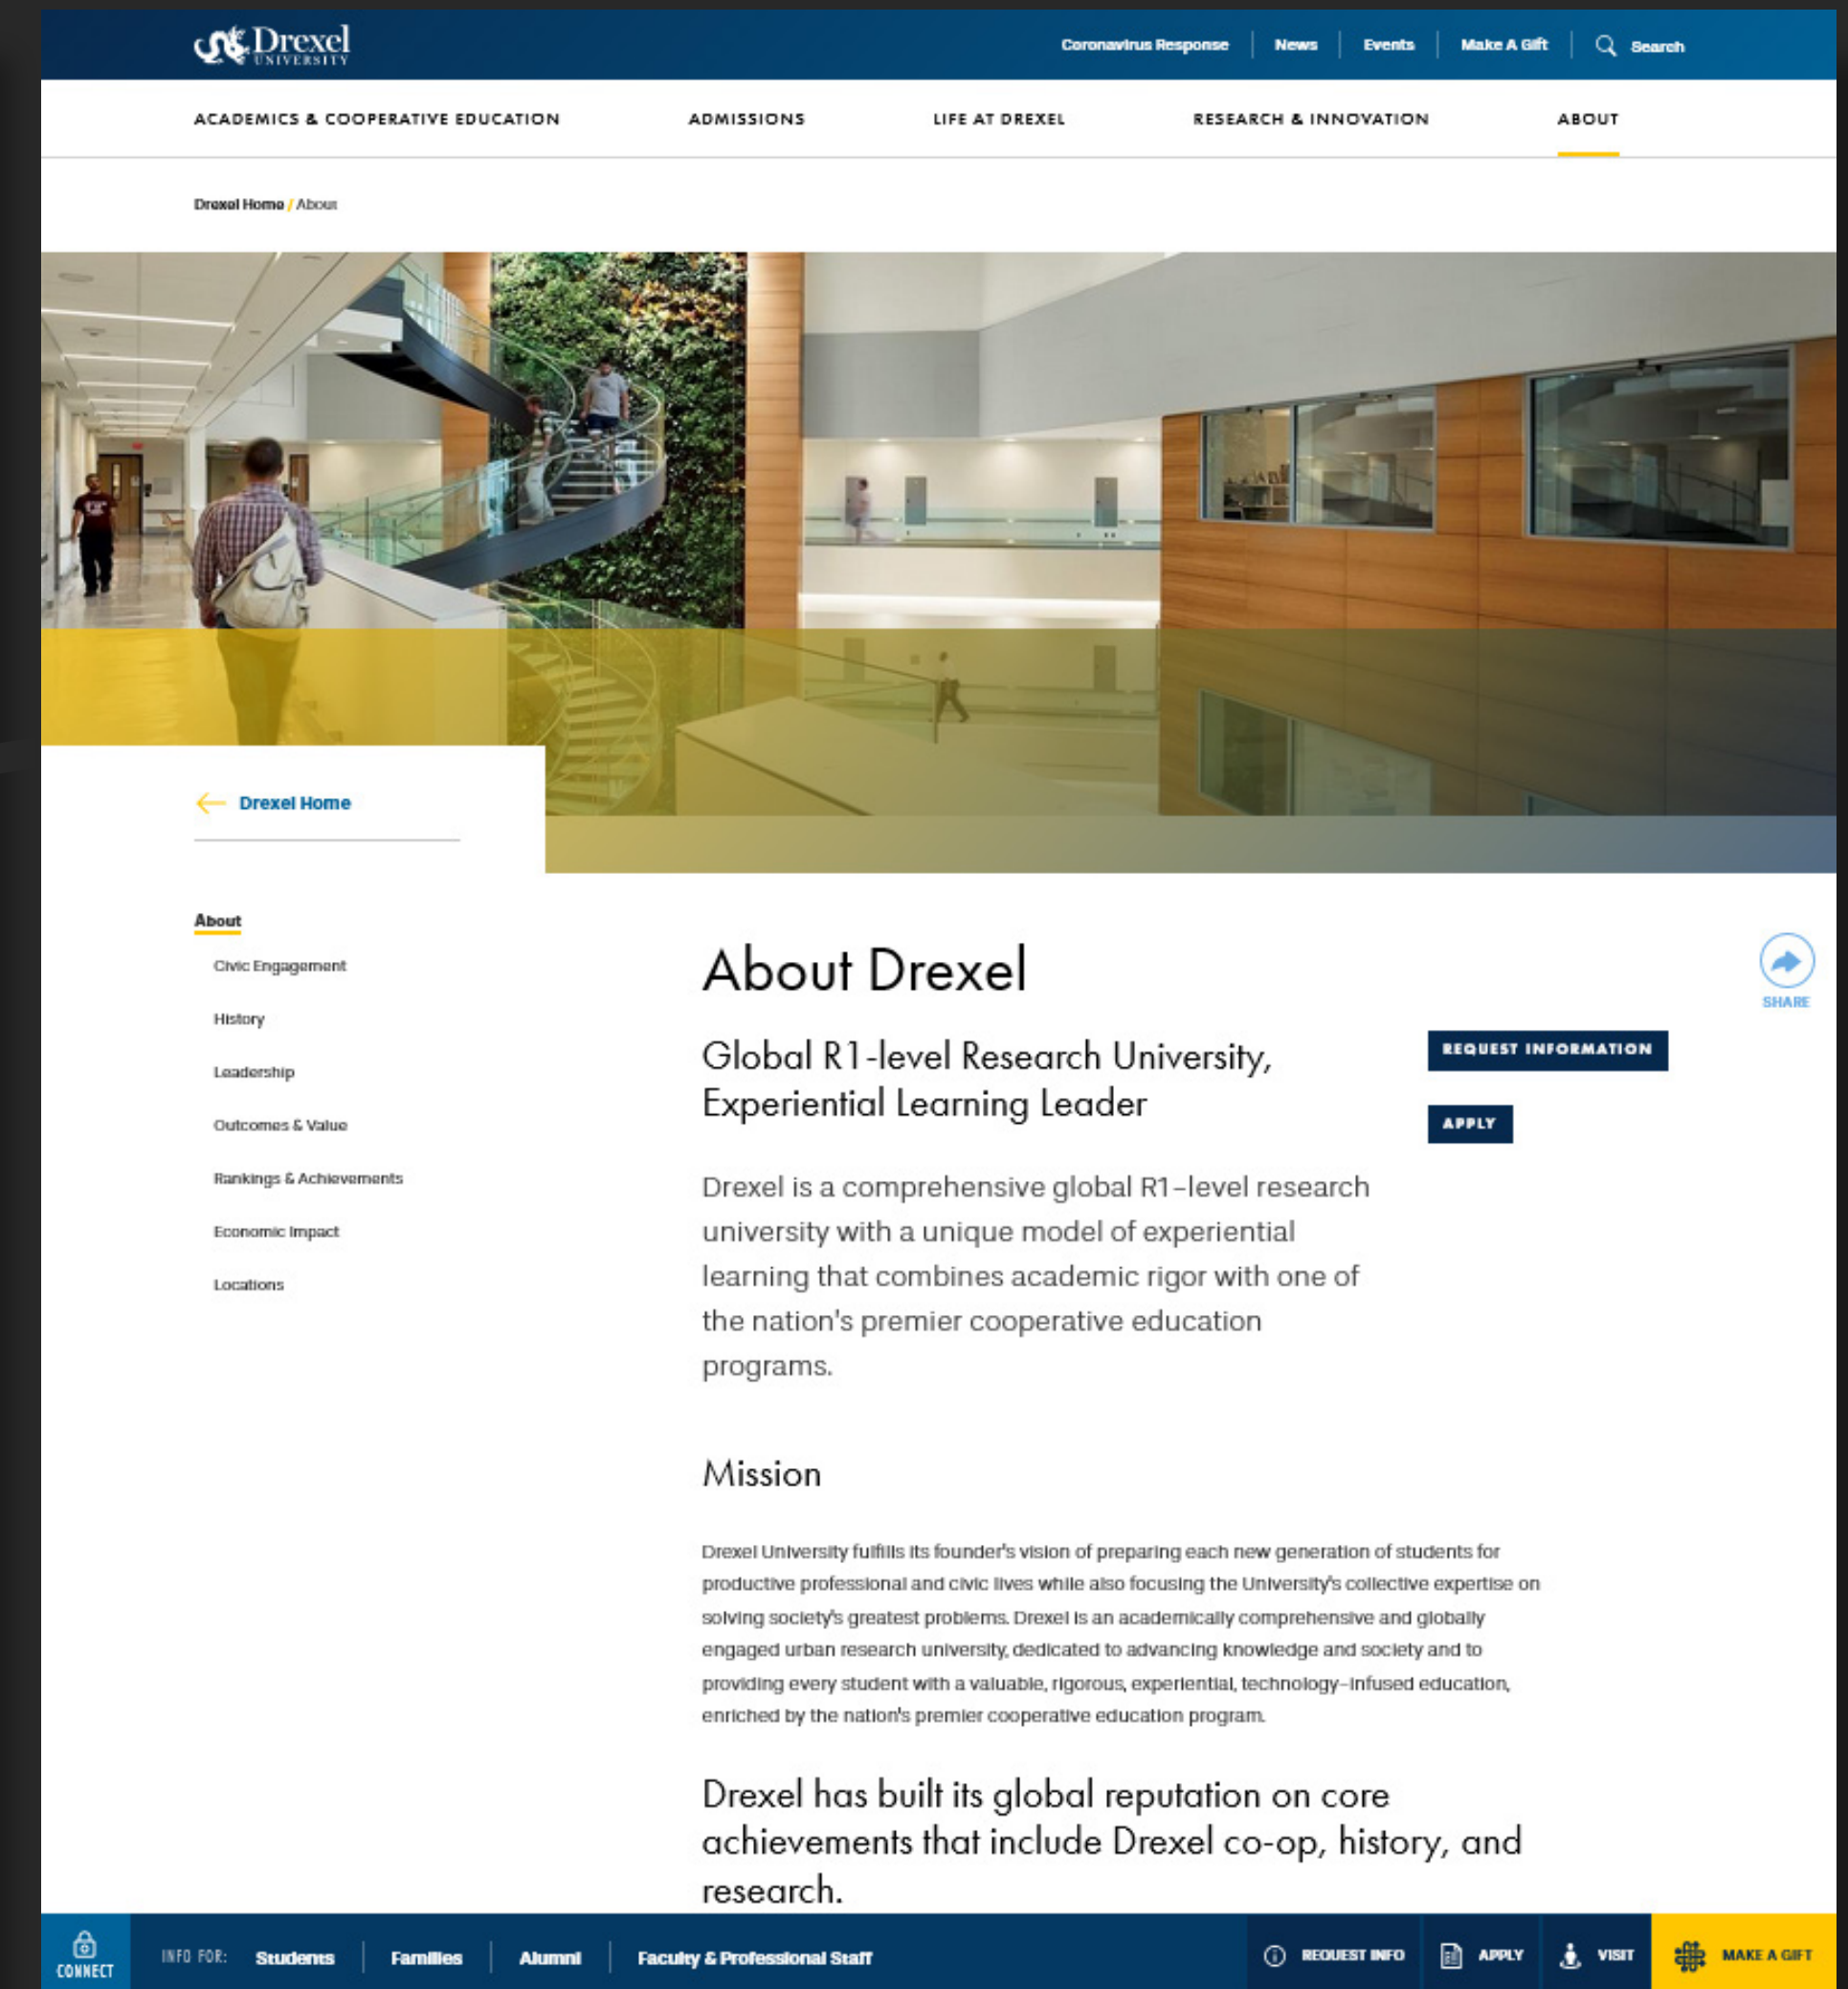 Drexel
UNIVERSITY
Coronavirus Response
News
Events
Make A Gift
Search
ACADEMICS & COOPERATIVE EDUCATION
ADMISSIONS
LIFE AT DREXEL
RESEARCH & INNOVATION
ABOUT
Drexel Home / About
Drexel Home
About
Civic Engagement
History
Leadership
Outcomes & Value
Rankings & Achievements
Economic Impact
Locations
About Drexel
SHARE
Global R1-level Research University,
Experiential Learning Leader
REQUEST INFORMATION
APPLY
Drexel is a comprehensive global R1-level research
university with a unique model of experiential
learning that combines academic rigor with one of
the nation's premier cooperative education
programs.
Mission
Drexel University fulfills its founder's vision of preparing each new generation of students for
productive professional and civic lives while also focusing the University's collective expertise on
solving society's greatest problems. Drexel is an academically comprehensive and globally
engaged urban research university, dedicated to advancing knowledge and society and to
providing every student with a valuable, rigorous, experiential, technology-infused education,
enriched by the nation's premier cooperative education program.
Drexel has built its global reputation on core
achievements that include Drexel co-op, history, and
research.
CONNECT
INFO FOR:
Students
Families
Alumni
Faculty & Professional Staff
REQUEST INFO
APPLY
VISIT
MAKE A GIFT